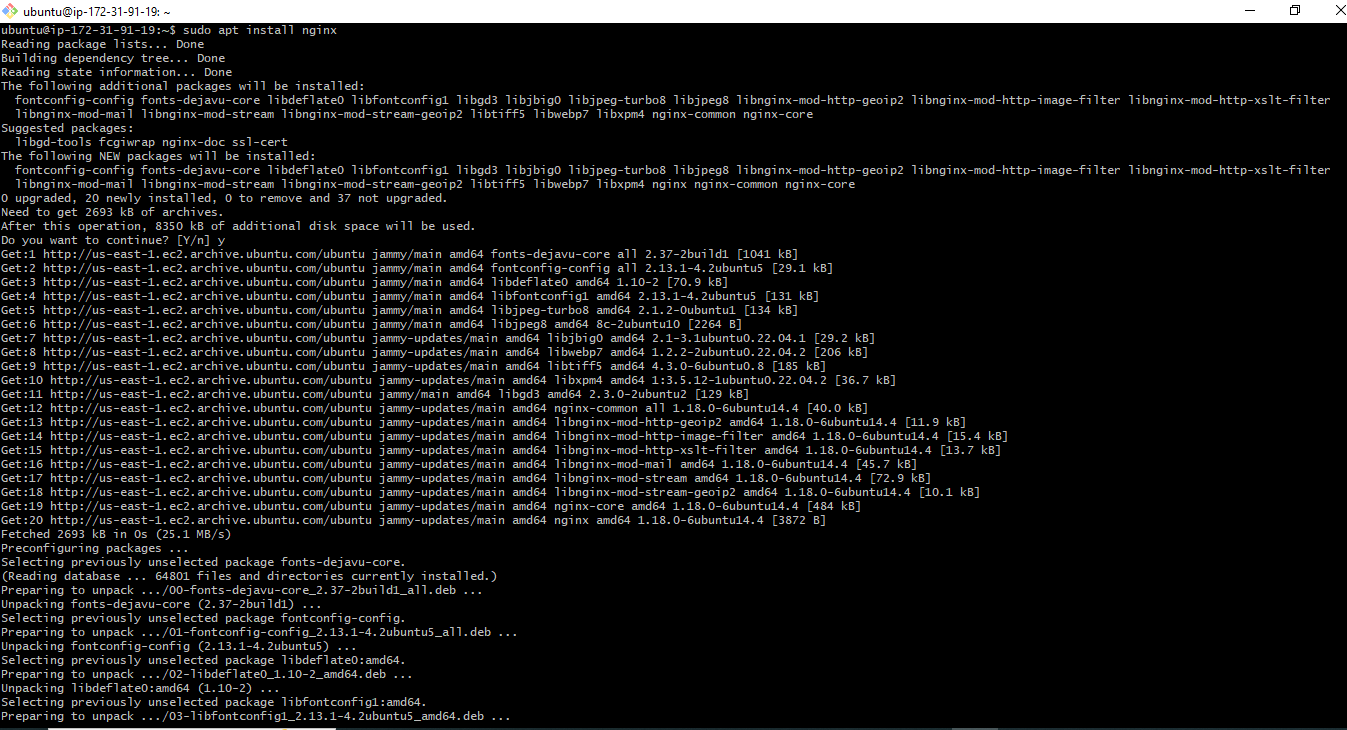 ubuntu@ip-172-31-91-19: ~
ubuntu@ip-172-31-91-19:~$ sudo apt install nginx
Reading package lists... Done
Building dependency tree... Done
Reading state information... Done
The following additional packages will be installed:
  fontconfig-config fonts-dejavu-core libdeflate0 libfontconfig1 libgd3 libjbig0 libjpeg-turbo8 libjpeg8 libnginx-mod-http-geoip2 libnginx-mod-http-image-filter libnginx-mod-http-xslt-filter
  libnginx-mod-mail libnginx-mod-stream libnginx-mod-stream-geoip2 libtiff5 libwebp7 libxpm4 nginx-common nginx-core
Suggested packages:
  libgd-tools fcgiwrap nginx-doc ssl-cert
The following NEW packages will be installed:
  fontconfig-config fonts-dejavu-core libdeflate0 libfontconfig1 libgd3 libjbig0 libjpeg-turbo8 libjpeg8 libnginx-mod-http-geoip2 libnginx-mod-http-image-filter libnginx-mod-http-xslt-filter
  libnginx-mod-mail libnginx-mod-stream libnginx-mod-stream-geoip2 libtiff5 libwebp7 libxpm4 nginx nginx-common nginx-core
0 upgraded, 20 newly installed, 0 to remove and 37 not upgraded.
Need to get 2693 kB of archives.
After this operation, 8350 kB of additional disk space will be used.
Do you want to continue? [Y/n] y
Get:1 http://us-east-1.ec2.archive.ubuntu.com/ubuntu jammy/main amd64 fonts-dejavu-core all 2.37-2build1 [1041 kB]
Get:2 http://us-east-1.ec2.archive.ubuntu.com/ubuntu jammy/main amd64 fontconfig-config all 2.13.1-4.2ubuntu5 [29.1 kB]
Get:3 http://us-east-1.ec2.archive.ubuntu.com/ubuntu jammy/main amd64 libdeflate0 amd64 1.10-2 [70.9 kB]
Get:4 http://us-east-1.ec2.archive.ubuntu.com/ubuntu jammy/main amd64 libfontconfig1 amd64 2.13.1-4.2ubuntu5 [131 kB]
Get:5 http://us-east-1.ec2.archive.ubuntu.com/ubuntu jammy/main amd64 libjpeg-turbo8 amd64 2.1.2-0ubuntu1 [134 kB]
Get:6 http://us-east-1.ec2.archive.ubuntu.com/ubuntu jammy/main amd64 libjpeg8 amd64 8c-2ubuntu10 [2264 B]
Get:7 http://us-east-1.ec2.archive.ubuntu.com/ubuntu jammy-updates/main amd64 libjbig0 amd64 2.1-3.1ubuntu0.22.04.1 [29.2 kB]
Get:8 http://us-east-1.ec2.archive.ubuntu.com/ubuntu jammy-updates/main amd64 libwebp7 amd64 1.2.2-2ubuntu0.22.04.2 [206 kB]
Get:9 http://us-east-1.ec2.archive.ubuntu.com/ubuntu jammy-updates/main amd64 libtiff5 amd64 4.3.0-6ubuntu0.8 [185 kB]
Get:10 http://us-east-1.ec2.archive.ubuntu.com/ubuntu jammy-updates/main amd64 libxpm4 amd64 1:3.5.12-1ubuntu0.22.04.2 [36.7 kB]
Get:11 http://us-east-1.ec2.archive.ubuntu.com/ubuntu jammy/main amd64 libgd3 amd64 2.3.0-2ubuntu2 [129 kB]
Get:12 http://us-east-1.ec2.archive.ubuntu.com/ubuntu jammy-updates/main amd64 nginx-common all 1.18.0-6ubuntu14.4 [40.0 kB]
Get:13 http://us-east-1.ec2.archive.ubuntu.com/ubuntu jammy-updates/main amd64 libnginx-mod-http-geoip2 amd64 1.18.0-6ubuntu14.4 [11.9 kB]
Get:14 http://us-east-1.ec2.archive.ubuntu.com/ubuntu jammy-updates/main amd64 libnginx-mod-http-image-filter amd64 1.18.0-6ubuntu14.4 [15.4 kB]
Get:15 http://us-east-1.ec2.archive.ubuntu.com/ubuntu jammy-updates/main amd64 libnginx-mod-http-xslt-filter amd64 1.18.0-6ubuntu14.4 [13.7 kB]
Get:16 http://us-east-1.ec2.archive.ubuntu.com/ubuntu jammy-updates/main amd64 libnginx-mod-mail amd64 1.18.0-6ubuntu14.4 [45.7 kB]
Get:17 http://us-east-1.ec2.archive.ubuntu.com/ubuntu jammy-updates/main amd64 libnginx-mod-stream amd64 1.18.0-6ubuntu14.4 [72.9 kB]
Get:18 http://us-east-1.ec2.archive.ubuntu.com/ubuntu jammy-updates/main amd64 libnginx-mod-stream-geoip2 amd64 1.18.0-6ubuntu14.4 [10.1 kB]
Get:19 http://us-east-1.ec2.archive.ubuntu.com/ubuntu jammy-updates/main amd64 nginx-core amd64 1.18.0-6ubuntu14.4 [484 kB]
Get:20 http://us-east-1.ec2.archive.ubuntu.com/ubuntu jammy-updates/main amd64 nginx amd64 1.18.0-6ubuntu14.4 [3872 B]
Fetched 2693 kB in 0s (25.1 MB/s)
Preconfiguring packages ...
Selecting previously unselected package fonts-dejavu-core.
(Reading database ... 64801 files and directories currently installed.)
Preparing to unpack .../00-fonts-dejavu-core_2.37-2build1_all.deb ...
Unpacking fonts-dejavu-core (2.37-2build1) ...
Selecting previously unselected package fontconfig-config.
Preparing to unpack .../01-fontconfig-config_2.13.1-4.2ubuntu5_all.deb ...
Unpacking fontconfig-config (2.13.1-4.2ubuntu5) ...
Selecting previously unselected package libdeflate0:amd64.
Preparing to unpack .../02-libdeflate0_1.10-2_amd64.deb ...
Unpacking libdeflate0:amd64 (1.10-2) ...
Selecting previously unselected package libfontconfig1:amd64.
Preparing to unpack .../03-libfontconfig1_2.13.1-4.2ubuntu5_amd64.deb ...